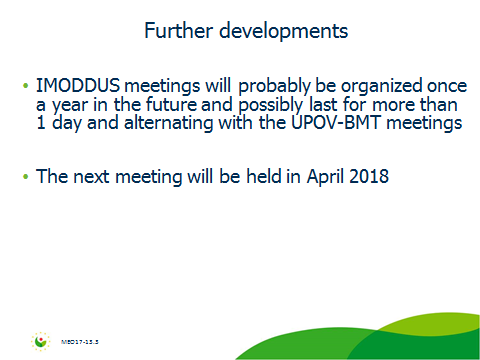 Further developments
• IMODDUS meetings will probably be organized once
a year in the future and possibly last for more than
1 day and alternating with the UPOV-BMT meetings
• The next meeting will be held in April 2018
MEO17-15.3